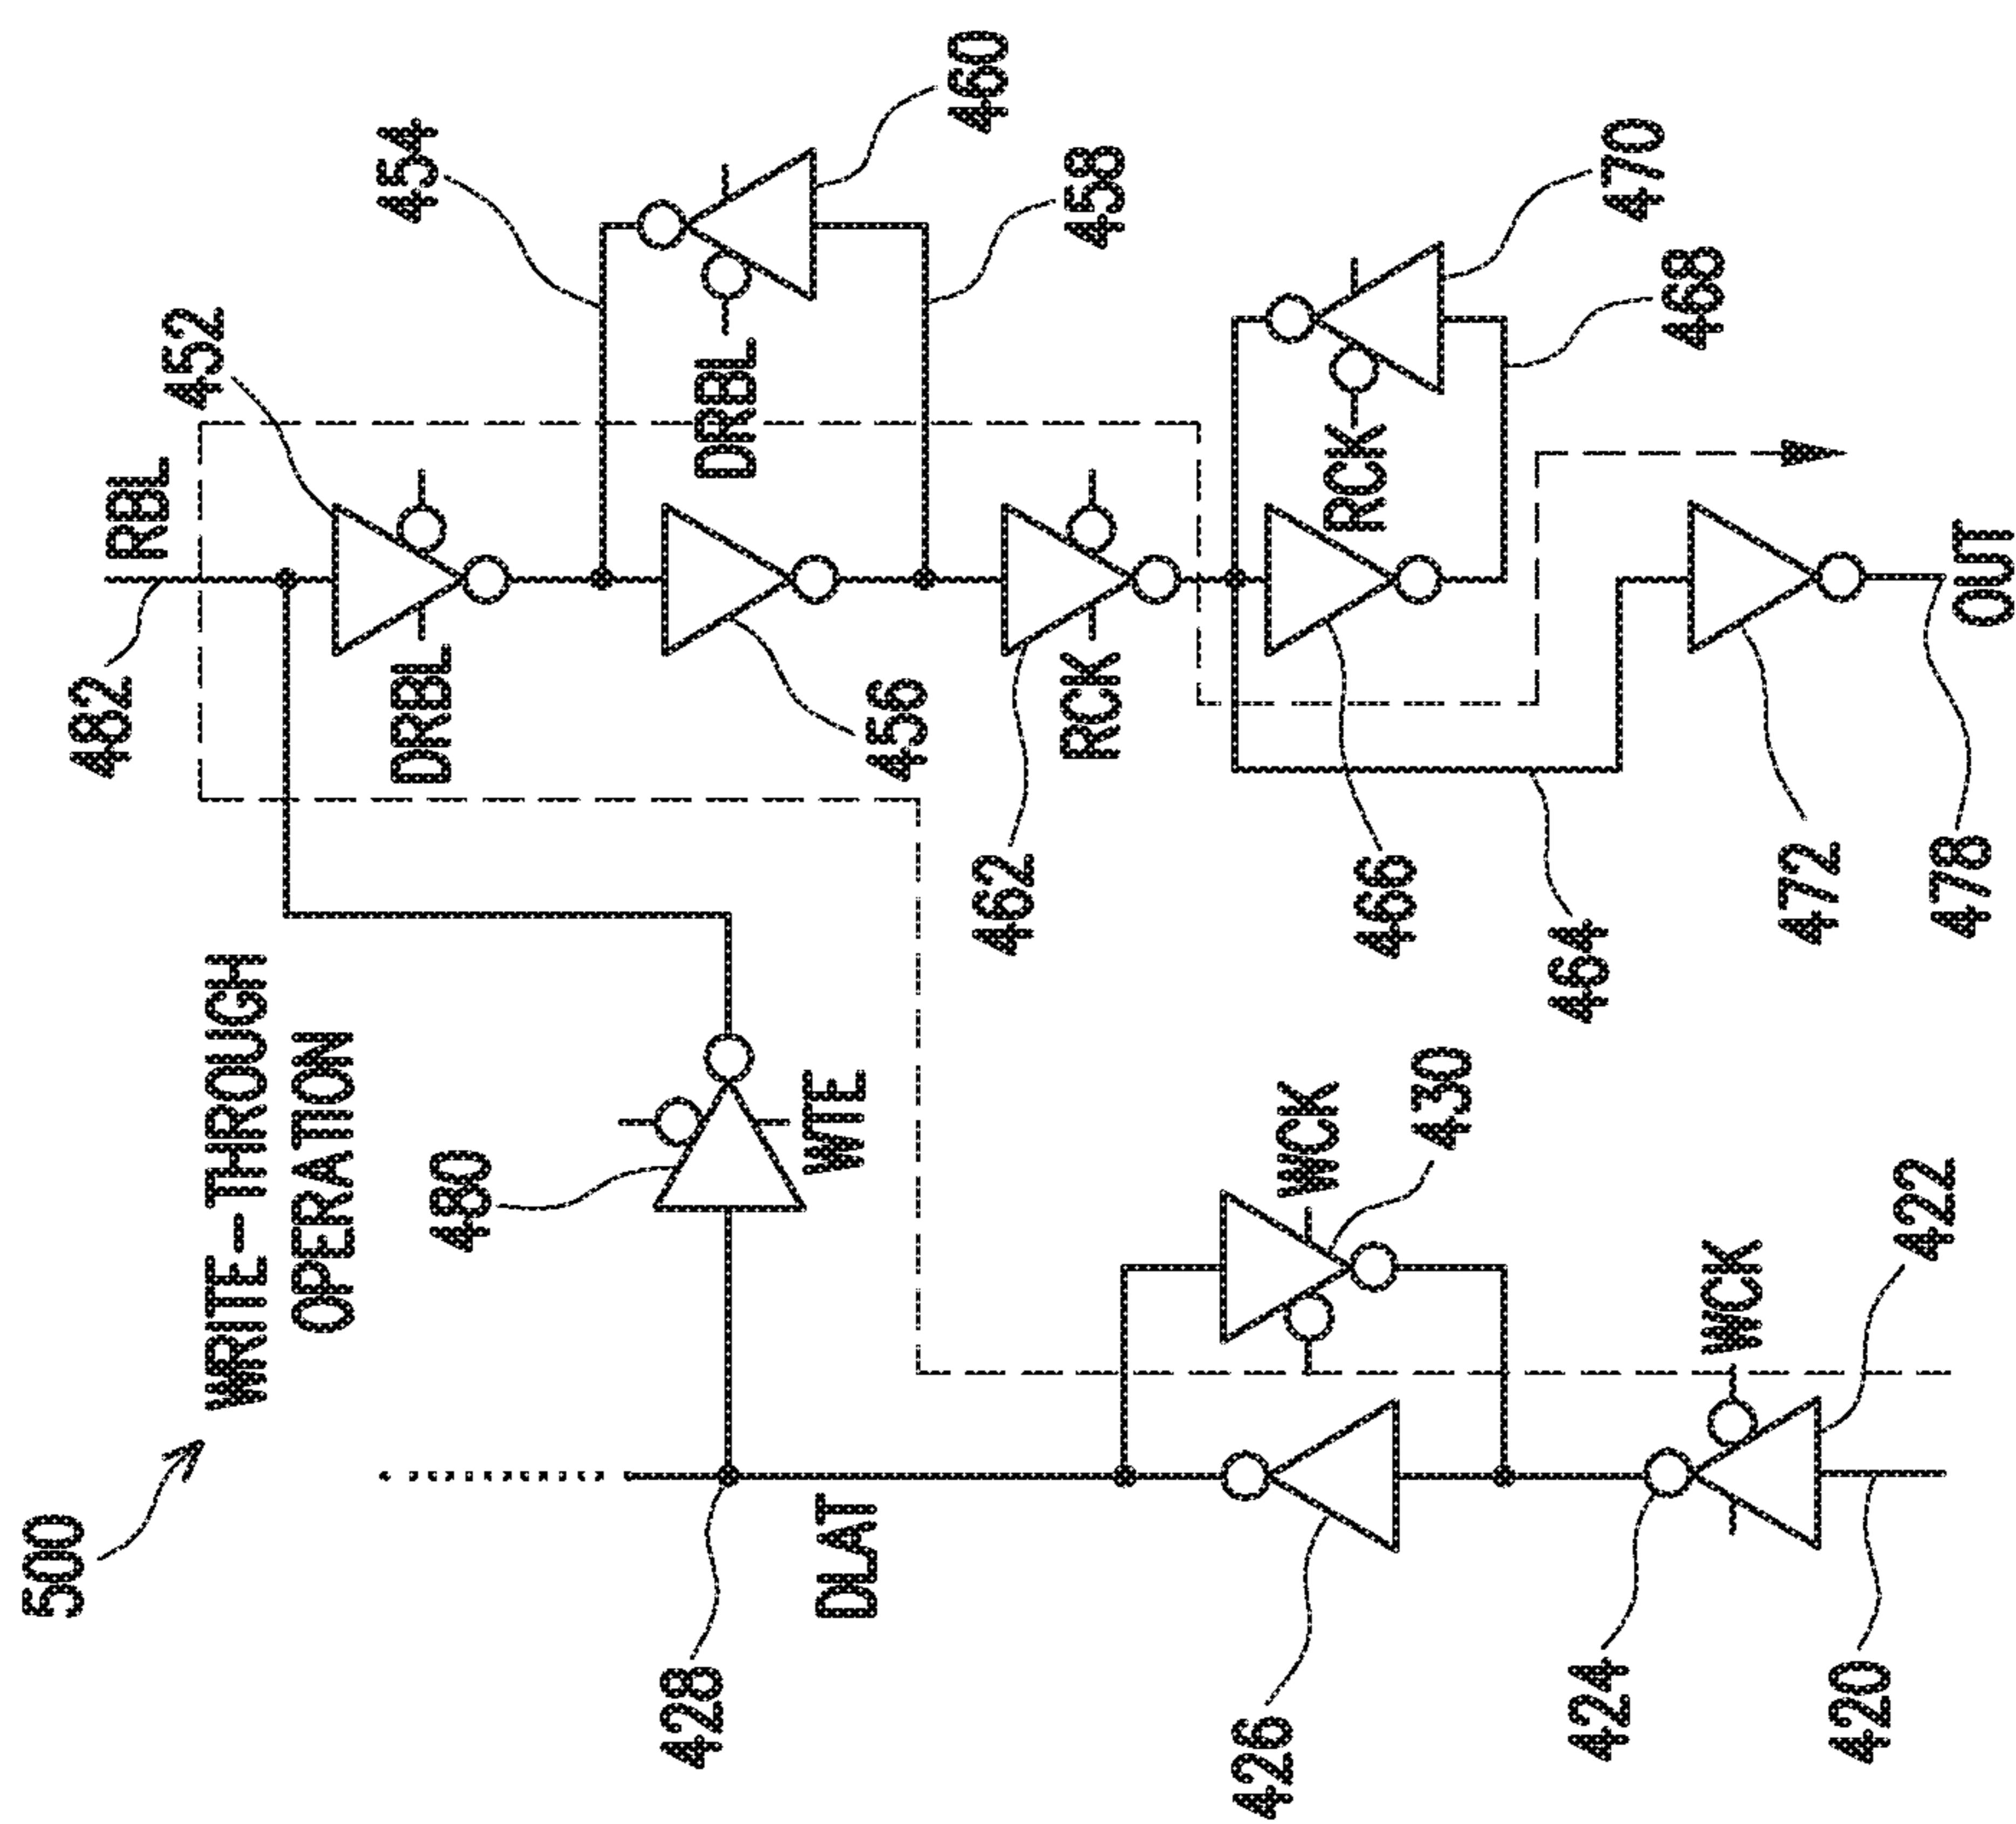 500
WRITE-THROUGH
OPERATION
482
RBL
452
454
460
DRBL
DRBL
456
458
480
WTE
428
DLAT
462
RCK
RCK
470
468
466
464
WCK
430
426
WCK
422
424
420
472
478
OUT